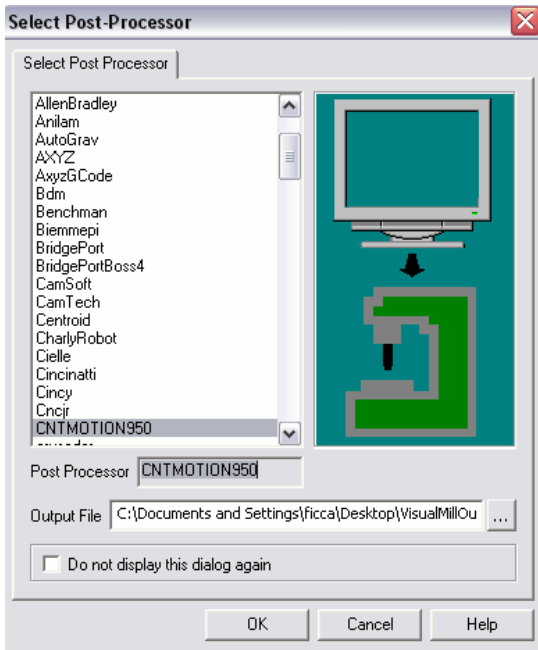 Select Post-Processor
Select Post Processor
AllenBradley
Anilam
AutoGrav
AXYZ
AxyzGCode
Bdm
Benchman
Biemmepi
BridgePort
BridgePortBoss4
CamSoft
CamTech
Centroid
CharlyRobot
Cielle
Cincinatti
Cincy
Cncjr
CNTMOTION950
Post Processor CNTMOTION950
Output File C:\Documents and Settings\ficca\Desktop\VisualMillOu ...
Do not display this dialog again
OK Cancel Help